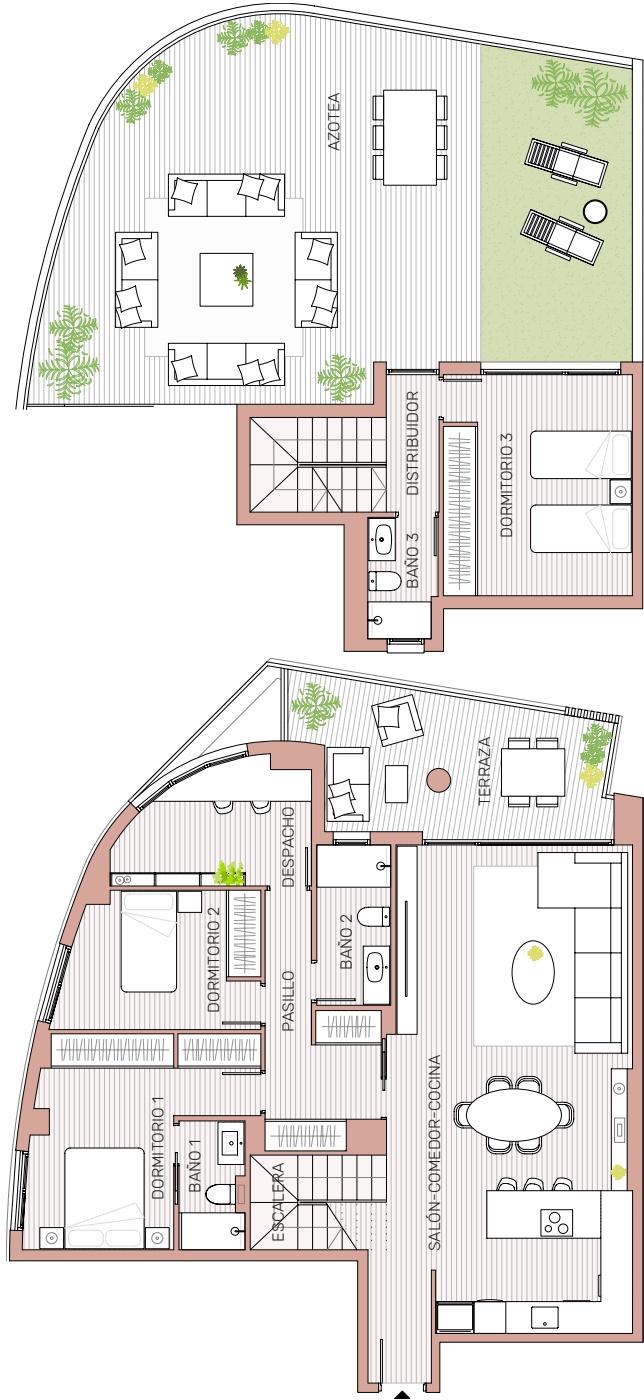 AZOTEA
DISTRIBUIDOR
DORMITORIO 3
BAÑO 3
TERRAZA
DESPACHO
DORMITORIO 2
BAÑO 2
PASILLO
DORMITORIO 1
BAÑO 1
ESCALERA
SALÓN-COMEDOR-COCINA